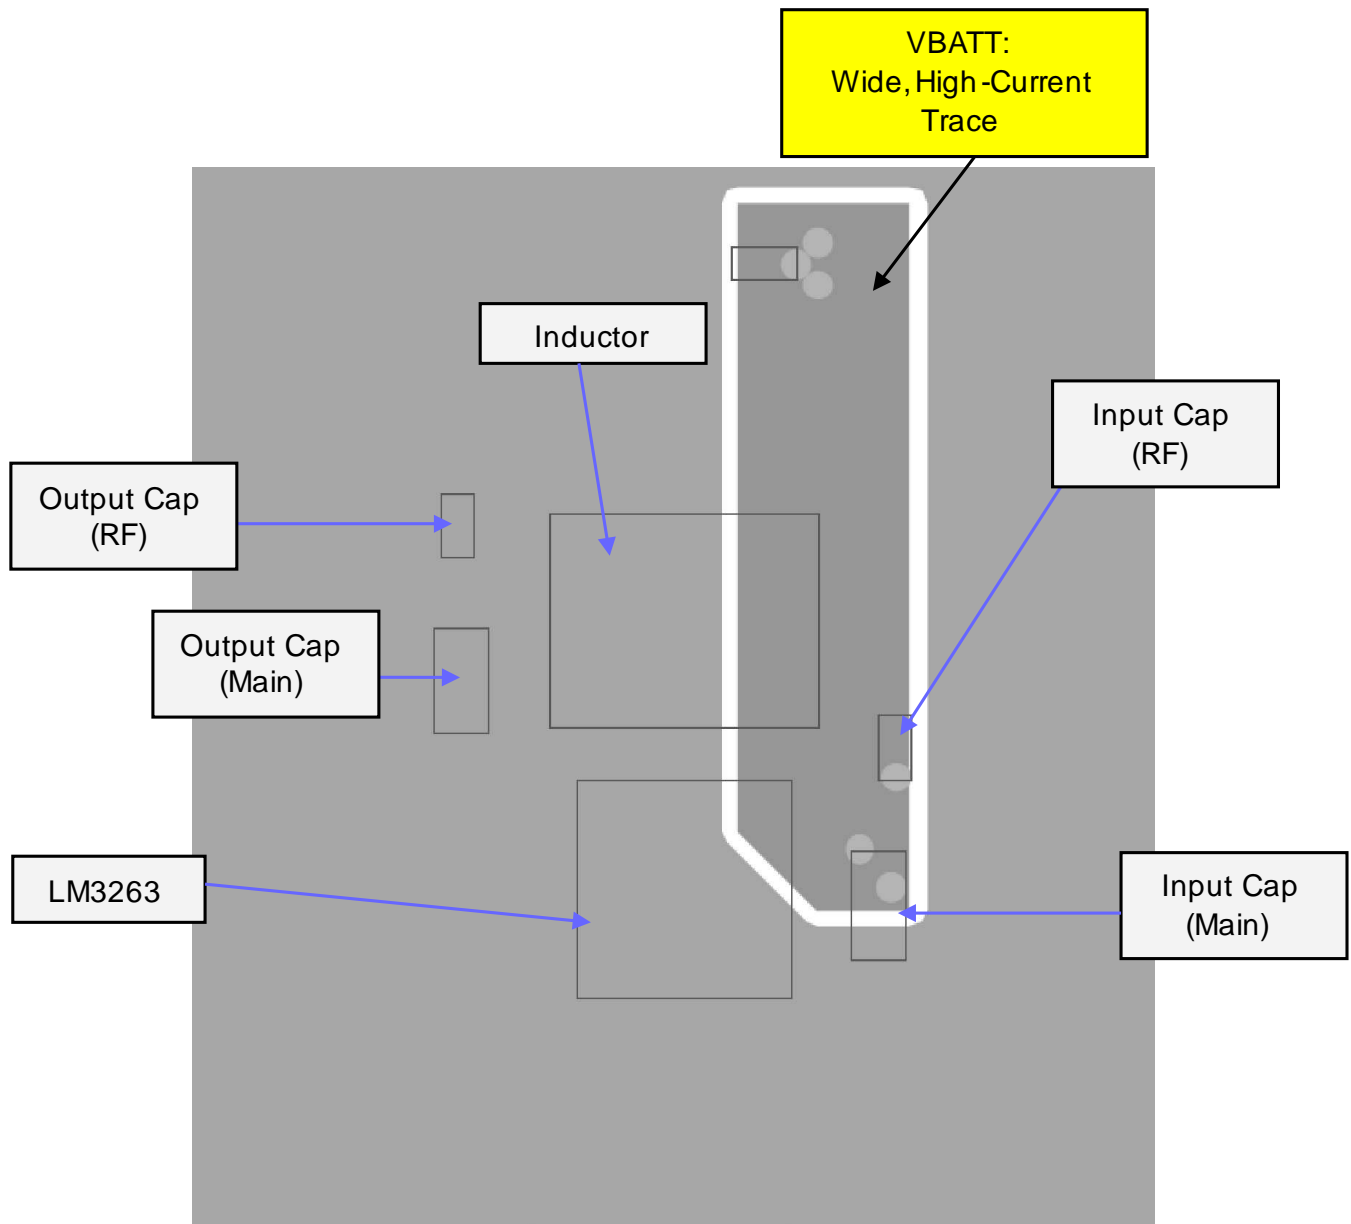 VBATT:
Wide, High-Current
Trace
Inductor
Input Cap
(RF)
Output Cap
(RF)
Output Cap
(Main)
LM3263
Input Cap
(Main)